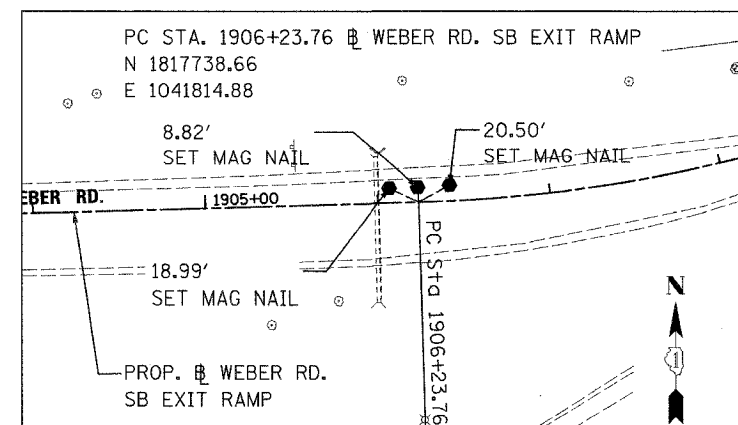 PC STA. 1906+23.76 ⅊ WEBER RD. SB EXIT RAMP
N 1817738.66
E 1041814.88
8.82'
SET MAG NAIL
20.50'
SET MAG NAIL
EBER RD.
1905+00
18.99'
SET MAG NAIL
PC Sta 1906+23.76
N
1
PROP. ⅊ WEBER RD.
SB EXIT RAMP